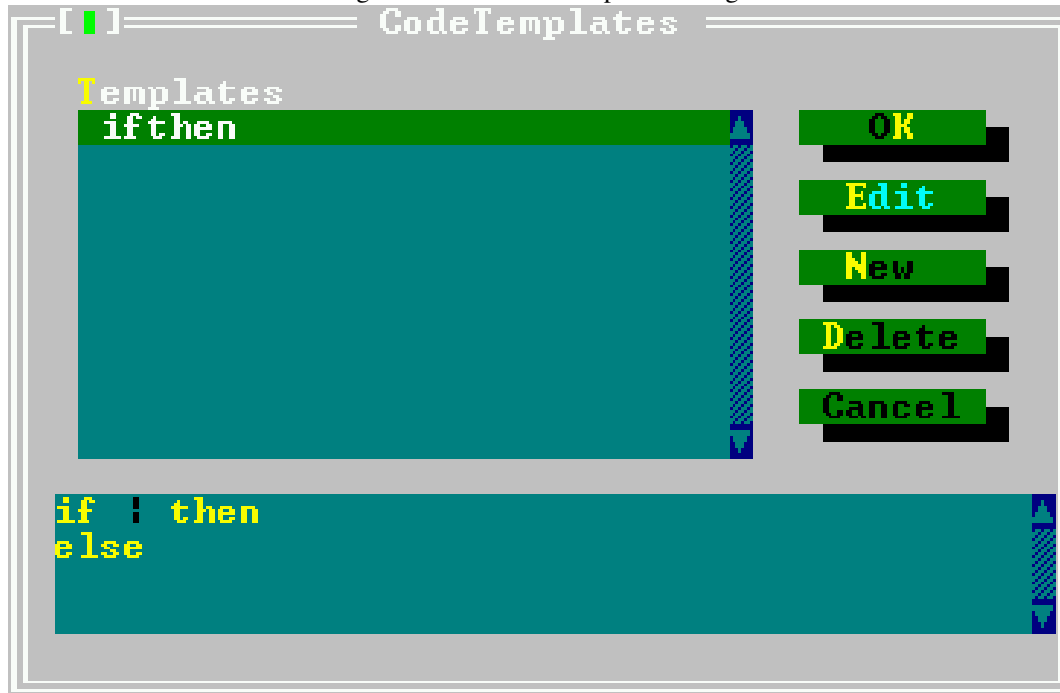 [ ] CodeTemplates
Templates
ifthen
OK
Edit
New
Delete
Cancel
if ¦ then
else